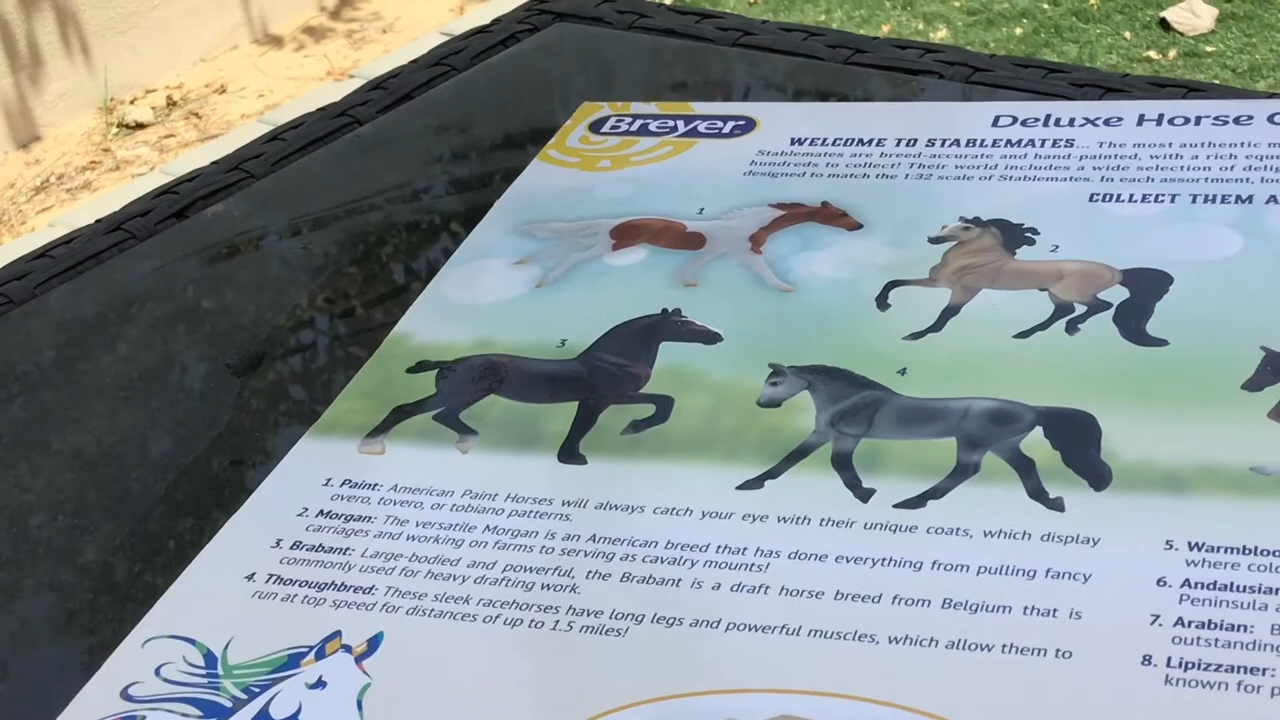 Breyer
Deluxe Horse
WELCOME TO STABLEMATES... The most authentic
Stablemates are breed-accurate and hand-painted, with a rich
hundreds to collect! Their world includes a wide selection of
designed to match the 1:32 scale of Stablemates. In each assortment,
COLLECT THEM
1
2
3
4
1. Paint: American Paint Horses will always catch your eye with their unique coats, which display
overo, tovero, or tobiano patterns.
2. Morgan: The versatile Morgan is an American breed that has done everything from pulling fancy
carriages and working on farms to serving as cavalry mounts!
3. Brabant: Large-bodied and powerful, the Brabant is a draft horse breed from Belgium that is
commonly used for heavy drafting work.
4. Thoroughbred: These sleek racehorses have long legs and powerful muscles, which allow them to
run at top speed for distances of up to 1.5 miles!
5. Warmbloo
where colo
6. Andalusian
Peninsula
7. Arabian:
outstanding
8. Lipizzaner:
known for p